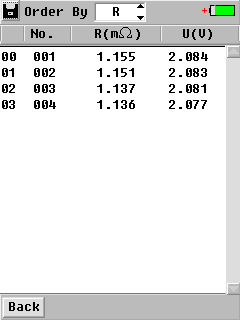 Order By R
No. R(mΩ) U(V)
00 001 1.155 2.084
01 002 1.151 2.083
02 003 1.137 2.081
03 004 1.136 2.077
Back